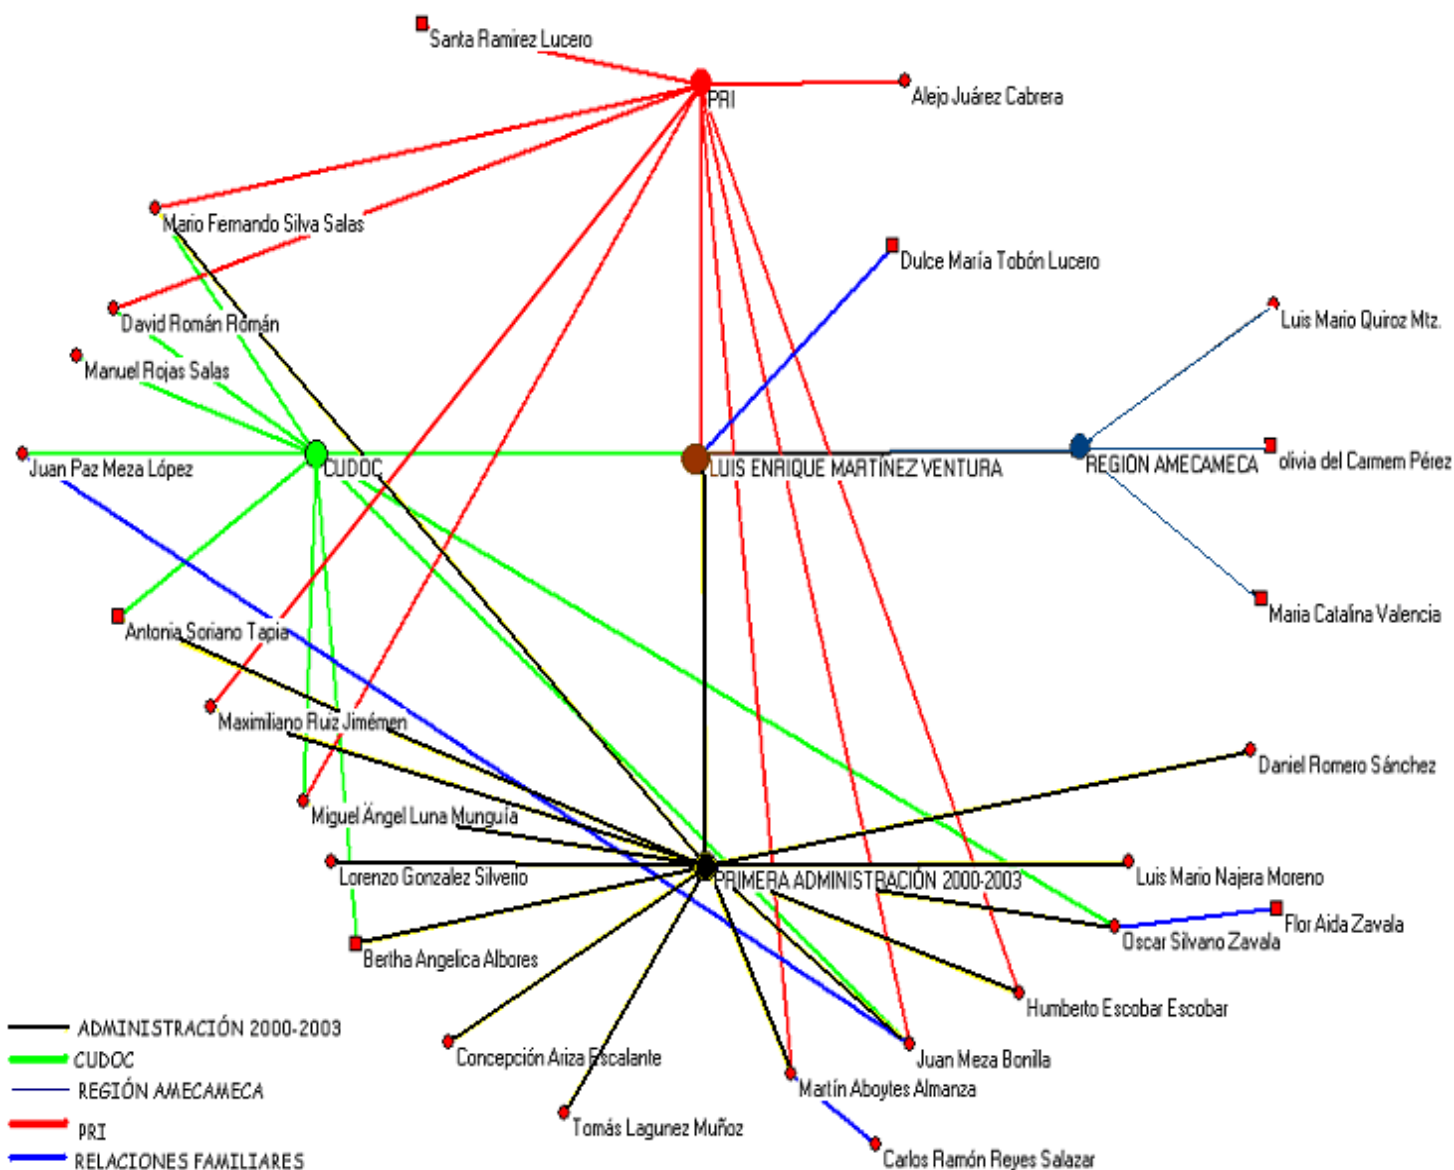 Santa Ramirez Lucero
PRI
Alejo Juárez Cabrera
Mario Fernando Silva Salas
Dulce María Tobón Lucero
David Román Román
Luis Mario Quiroz Mtz.
Manuel Rojas Salas
Juan Paz Meza López
CUDOC
LUIS ENRIQUE MARTÍNEZ VENTURA
REGION AMECAMECA
olivia del Carmem Pérez
Maria Catalina Valencia
Antonia Soriano Tapia
Maximiliano Ruiz Jiménen
Daniel Romero Sánchez
Miguel Ängel Luna Munguía
Lorenzo Gonzalez Silverio
PRIMERA ADMINISTRACIÓN 2000-2003
Luis Mario Najera Moreno
Flor Aida Zavala
Oscar Silvano Zavala
Bertha Angelica Albores
Humberto Escobar Escobar
Concepción Ariza Escalante
Juan Meza Bonilla
Martín Aboytes Almanza
Tomás Lagunez Muñoz
Carlos Ramón Reyes Salazar
ADMINISTRACIÓN 2000-2003
CUDOC
REGIÓN AMECAMECA
PRI
RELACIONES FAMILIARES